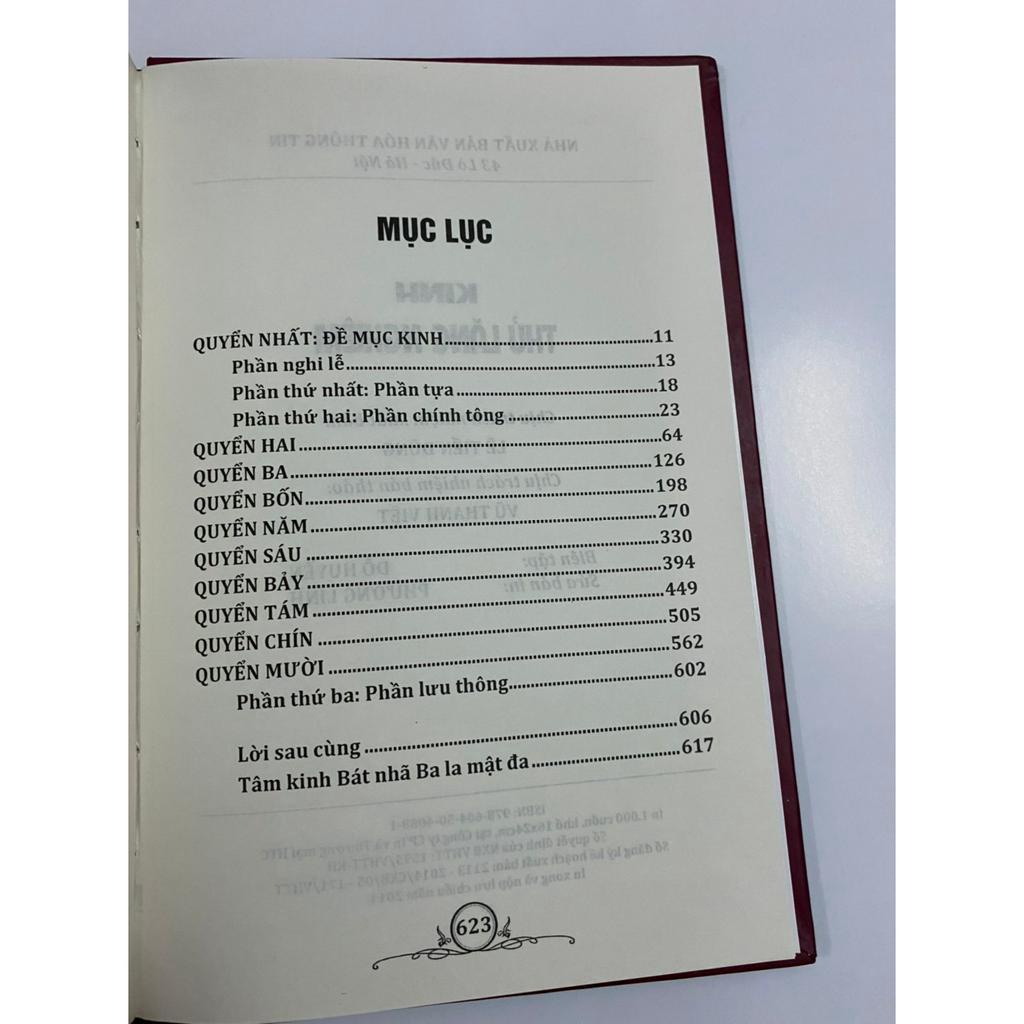 MỤC LỤC
QUYỂN NHẤT: ĐỀ MỤC KINH..........11
Phần nghi lễ..........13
Phần thứ nhất: Phần tựa..........18
Phần thứ hai: Phần chính tông..........23
QUYỂN HAI..........64
QUYỂN BA..........126
QUYỂN BỐN..........198
QUYỂN NĂM..........270
QUYỂN SÁU..........330
QUYỂN BẢY..........394
QUYỂN TÁM..........449
QUYỂN CHÍN..........505
QUYỂN MƯỜI..........562
Phần thứ ba: Phần lưu thông..........602
Lời sau cùng..........606
Tâm kinh Bát nhã Ba la mật đa..........617
623